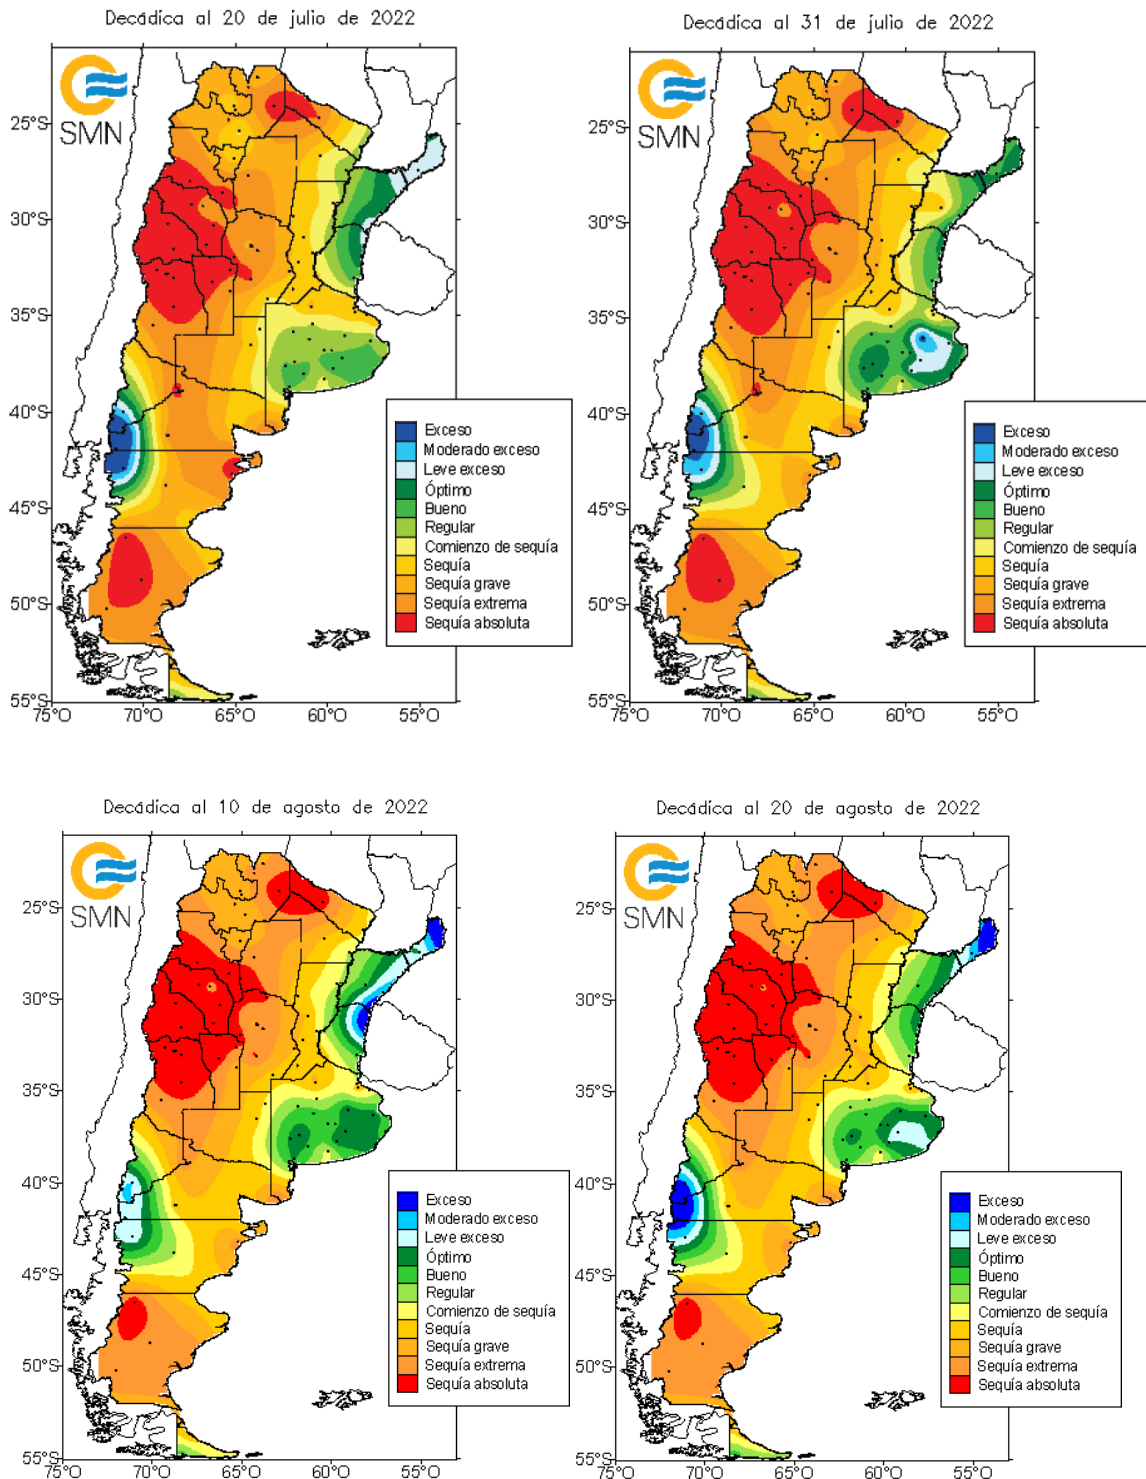 Decádica al 20 de julio de 2022
SMN
25°S
30°S
35°S
40°S
45°S
50°S
55°S
75°O 70°O 65°O 60°O 55°O
Exceso
Moderado exceso
Leve exceso
Óptimo
Bueno
Regular
Comienzo de sequía
Sequía
Sequía grave
Sequía extrema
Sequía absoluta
Decádica al 31 de julio de 2022
SMN
25°S
30°S
35°S
40°S
45°S
50°S
55°S
75°O 70°O 65°O 60°O 55°O
Exceso
Moderado exceso
Leve exceso
Óptimo
Bueno
Regular
Comienzo de sequía
Sequía
Sequía grave
Sequía extrema
Sequía absoluta
Decádica al 10 de agosto de 2022
SMN
25°S
30°S
35°S
40°S
45°S
50°S
55°S
75°O 70°O 65°O 60°O 55°O
Exceso
Moderado exceso
Leve exceso
Óptimo
Bueno
Regular
Comienzo de sequía
Sequía
Sequía grave
Sequía extrema
Sequía absoluta
Decádica al 20 de agosto de 2022
SMN
25°S
30°S
35°S
40°S
45°S
50°S
55°S
75°O 70°O 65°O 60°O 55°O
Exceso
Moderado exceso
Leve exceso
Óptimo
Bueno
Regular
Comienzo de sequía
Sequía
Sequía grave
Sequía extrema
Sequía absoluta